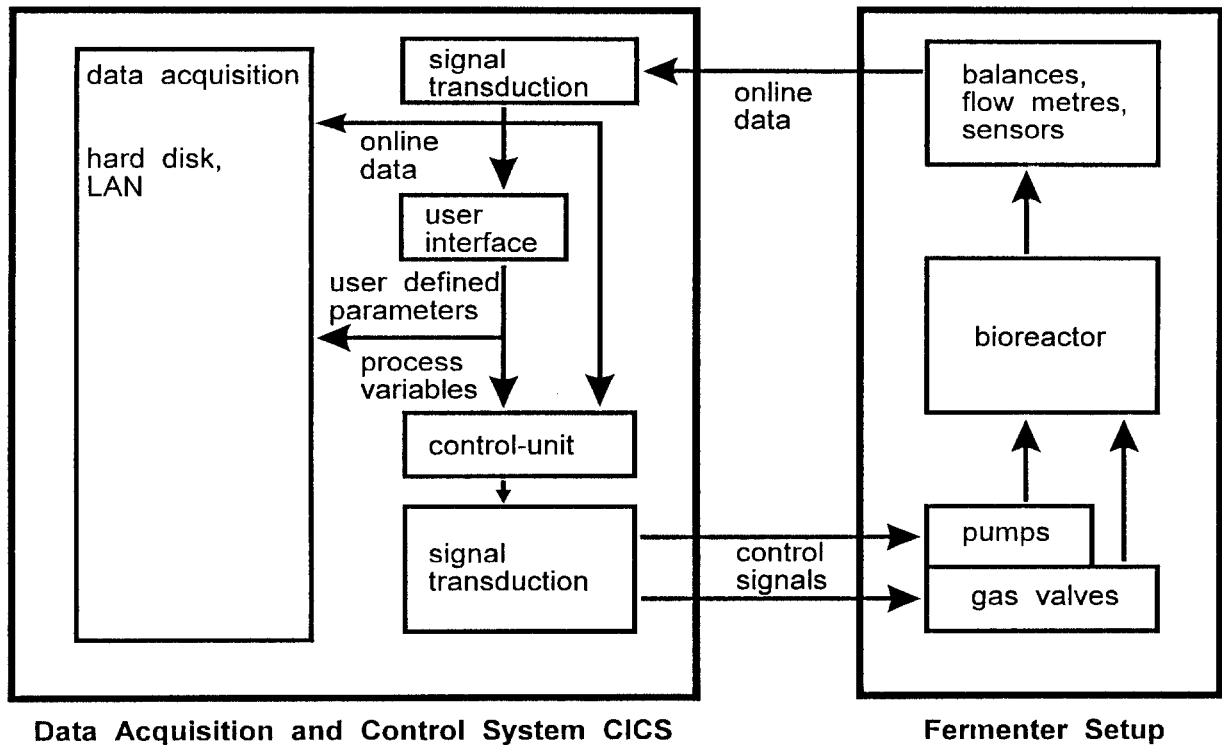 data acquisition
hard disk,
LAN
signal
transduction
online
data
user
interface
user defined
parameters
process
variables
control-unit
signal
transduction
online
data
control
signals
balances,
flow metres,
sensors
bioreactor
pumps
gas valves
Data Acquisition and Control System CICS
Fermenter Setup